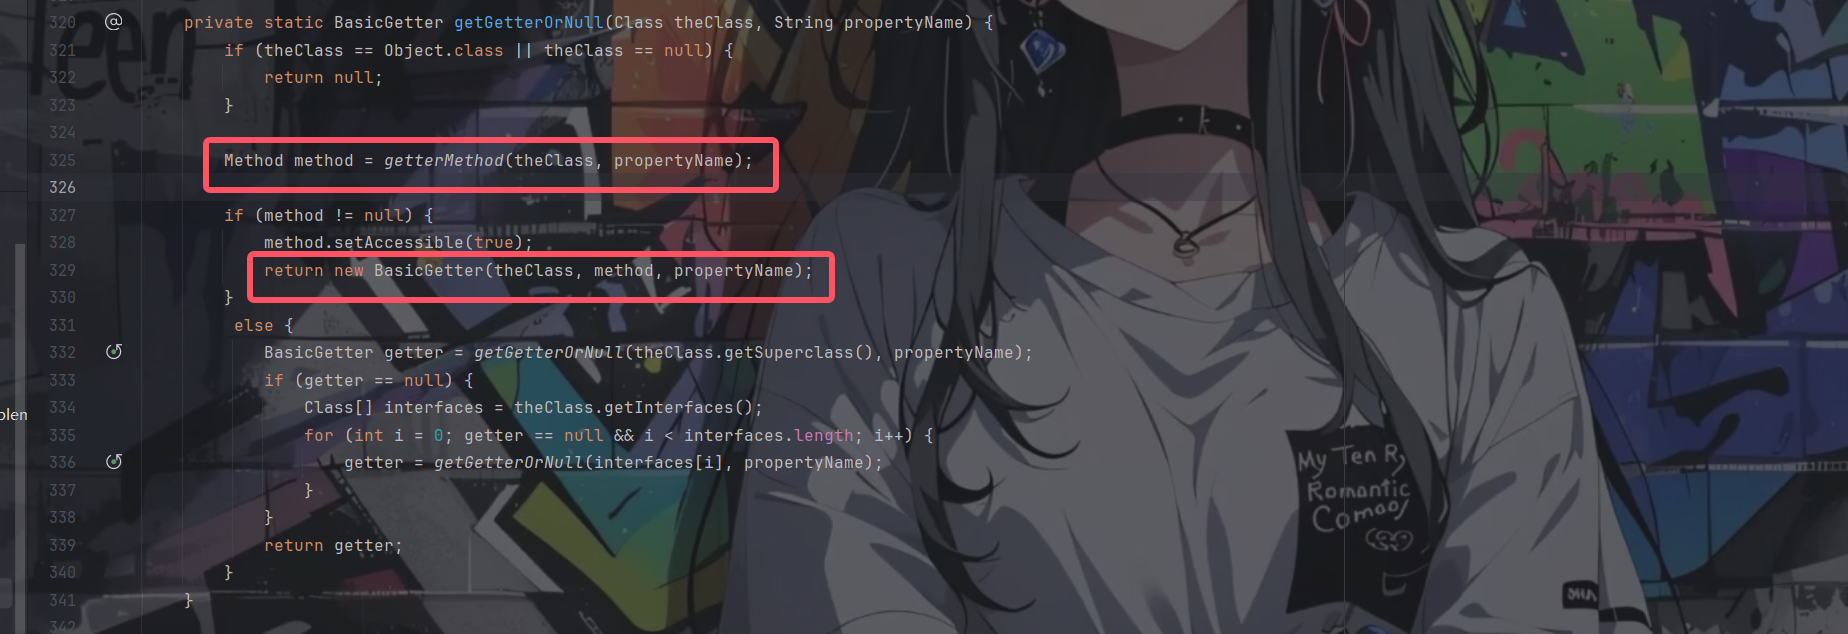 320 @ private static BasicGetter getGetterOrNull(Class theClass, String propertyName) {
321 if (theClass == Object.class || theClass == null) {
322 return null;
323 }
324
325 Method method = getterMethod(theClass, propertyName);
326
327 if (method != null) {
328 method.setAccessible(true);
329 return new BasicGetter(theClass, method, propertyName);
330 }
331 else {
332 BasicGetter getter = getGetterOrNull(theClass.getSuperclass(), propertyName);
333 if (getter == null) {
334 Class[] interfaces = theClass.getInterfaces();
335 for (int i = 0; getter == null && i < interfaces.length; i++) {
336 getter = getGetterOrNull(interfaces[i], propertyName);
337 }
338 }
339 return getter;
340 }
341 }
342
My Ten
Romantic